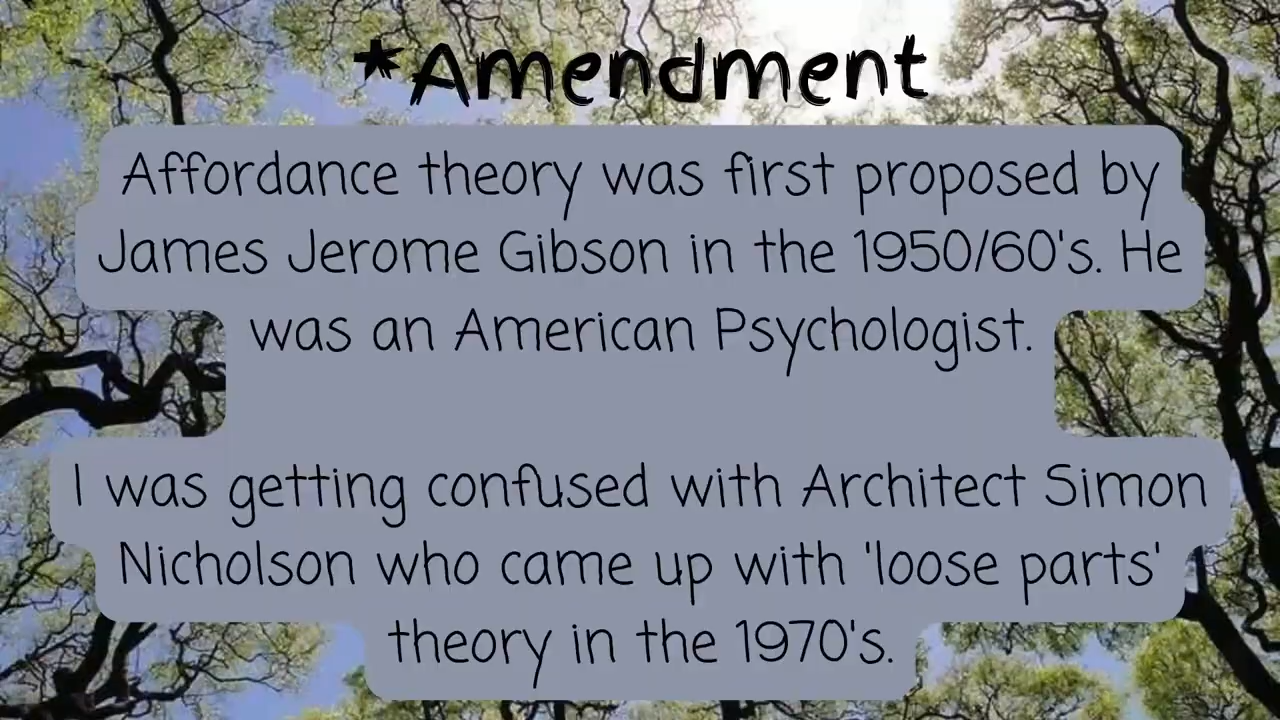 *Amendment
Affordance theory was first proposed by
James Jerome Gibson in the 1950/60's. He
was an American Psychologist.
I was getting confused with Architect Simon
Nicholson who came up with 'loose parts'
theory in the 1970's.